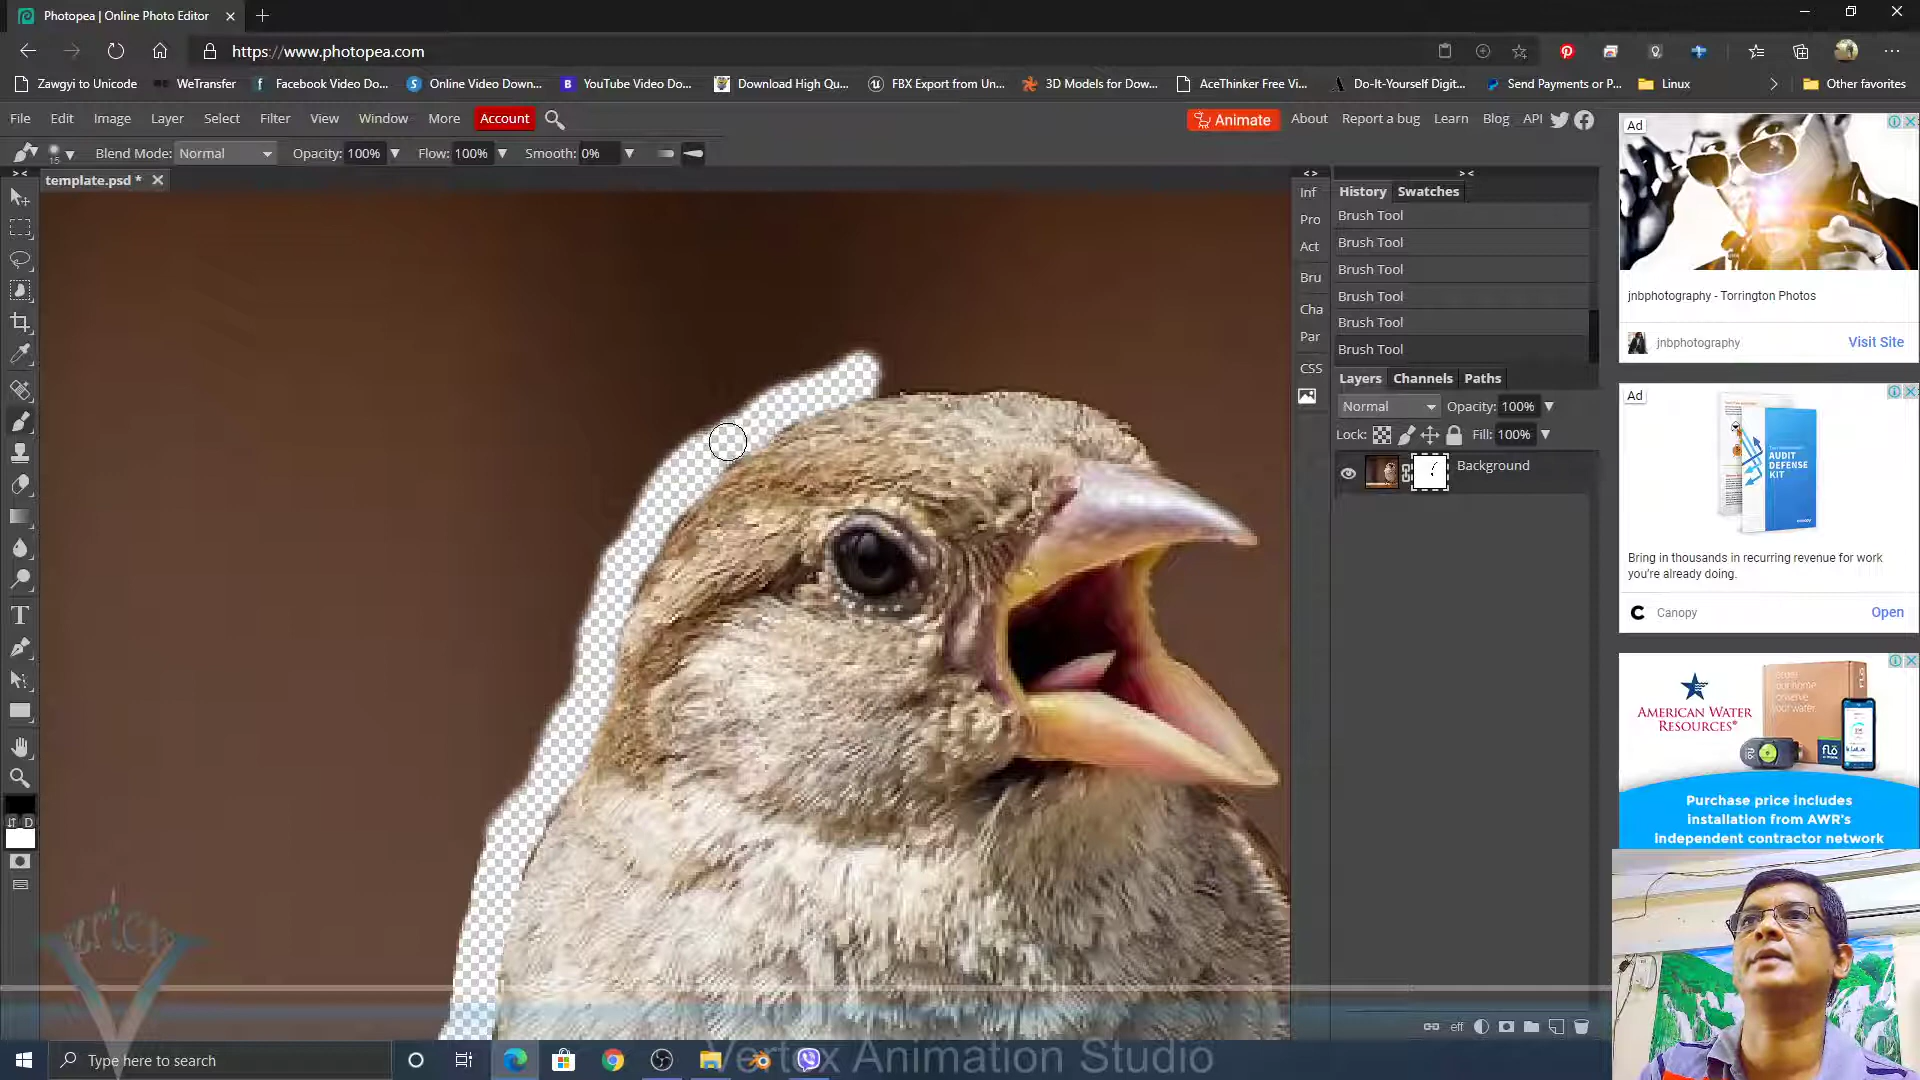 Photopea | Online Photo Editor
https://www.photopea.com
Zawgyi to Unicode
WeTransfer
Facebook Video Do...
Online Video Down...
YouTube Video Do...
Download High Qu...
FBX Export from Un...
3D Models for Dow...
AceThinker Free Vi...
Do-It-Yourself Digit...
Send Payments or P...
Linux
Other favorites
File Edit Image Layer Select Filter View Window More Account
Animate About Report a bug Learn Blog API
15 Blend Mode: Normal Opacity: 100% Flow: 100% Smooth: 0%
template.psd *
Inf
Pro
Act
Bru
Cha
Par
CSS
History Swatches
Brush Tool
Brush Tool
Brush Tool
Brush Tool
Brush Tool
Brush Tool
Layers Channels Paths
Normal Opacity: 100%
Lock: Fill: 100%
Background
eff
T
D
Ad
jnbphotography - Torrington Photos
jnbphotography Visit Site
Ad
AUDIT
DEFENSE
KIT
Bring in thousands in recurring revenue for work
you're already doing.
Canopy Open
AMERICAN WATER
RESOURCES®
flo
Purchase price includes
installation from AWR's
independent contractor network
Type here to search
Vertex Animation Studio